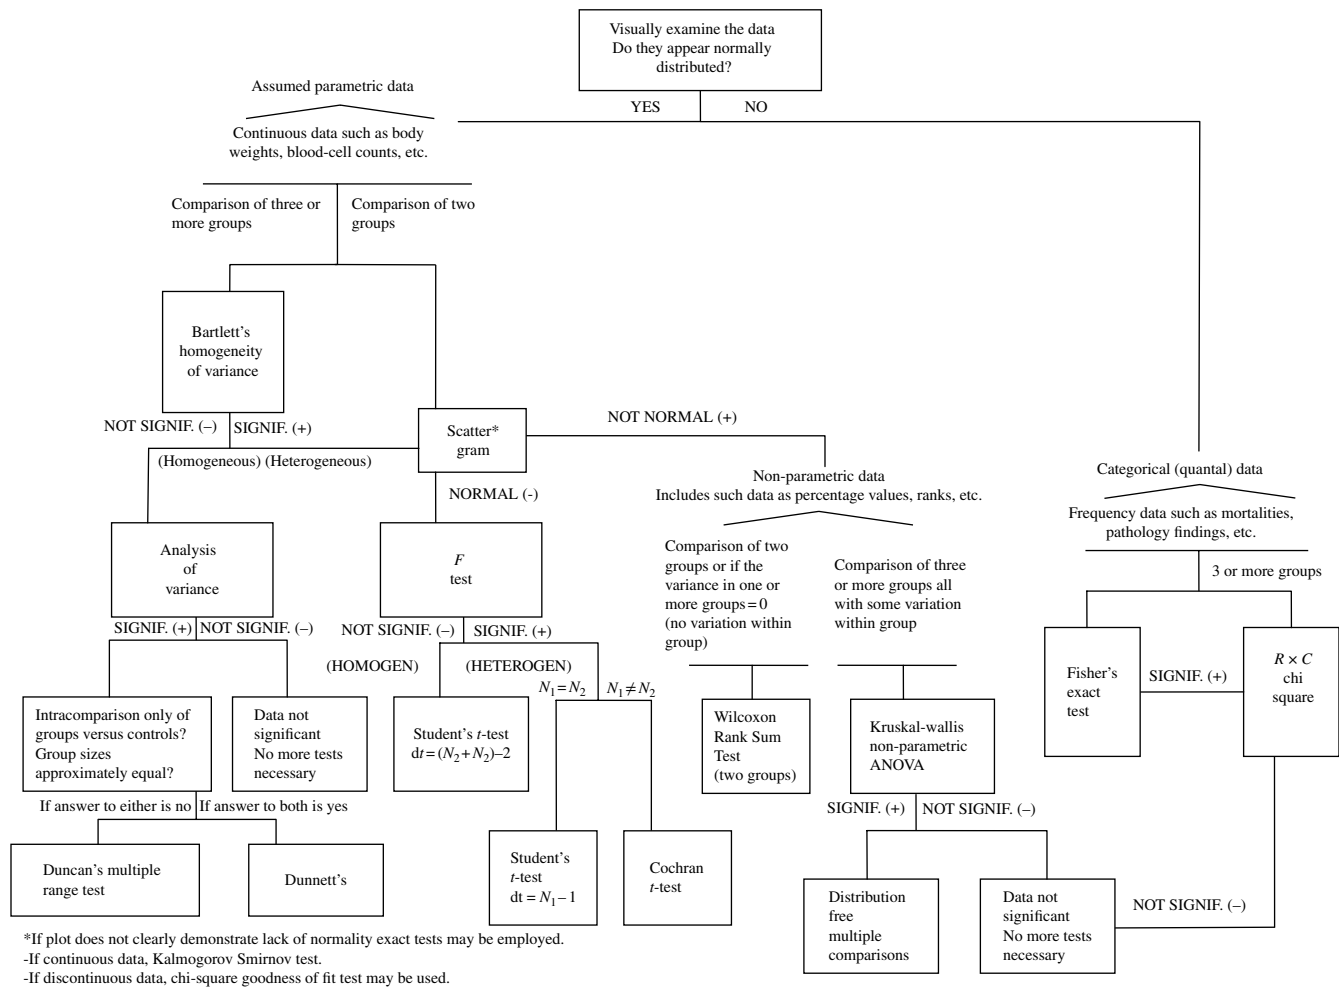 Visually examine the data
Do they appear normally
distributed?
YES
NO
Assumed parametric data
Continuous data such as body
weights, blood-cell counts, etc.
Comparison of three or
more groups
Comparison of two
groups
Bartlett's
homogeneity
of variance
NOT SIGNIF. (–)
SIGNIF. (+)
(Homogeneous) (Heterogeneous)
Scatter*
gram
NOT NORMAL (+)
NORMAL (-)
Non-parametric data
Includes such data as percentage values, ranks, etc.
Categorical (quantal) data
Frequency data such as mortalities,
pathology findings, etc.
3 or more groups
Analysis
of
variance
F
test
Comparison of two
groups or if the
variance in one or
more groups = 0
(no variation within
group)
Comparison of three
or more groups all
with some variation
within group
SIGNIF. (+)
NOT SIGNIF. (–)
NOT SIGNIF. (–)
SIGNIF. (+)
(HOMOGEN)
(HETEROGEN)
N1 = N2
N1 ≠ N2
Fisher's
exact
test
SIGNIF. (+)
R × C
chi
square
Intracomparison only of
groups versus controls?
Group sizes
approximately equal?
Data not
significant
No more tests
necessary
Student's t-test
dt = (N2 + N2)–2
Wilcoxon
Rank Sum
Test
(two groups)
Kruskal-wallis
non-parametric
ANOVA
If answer to either is no
If answer to both is yes
SIGNIF. (+)
NOT SIGNIF. (–)
Duncan's multiple
range test
Dunnett's
Student's
t-test
dt = N1 – 1
Cochran
t-test
Distribution
free
multiple
comparisons
Data not
significant
No more tests
necessary
NOT SIGNIF. (–)
*If plot does not clearly demonstrate lack of normality exact tests may be employed.
-If continuous data, Kalmogorov Smirnov test.
-If discontinuous data, chi-square goodness of fit test may be used.